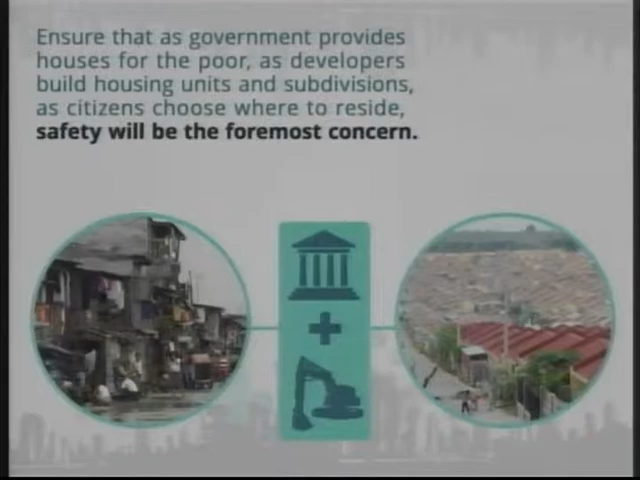 Ensure that as government provides
houses for the poor, as developers
build housing units and subdivisions,
as citizens choose where to reside,
safety will be the foremost concern.